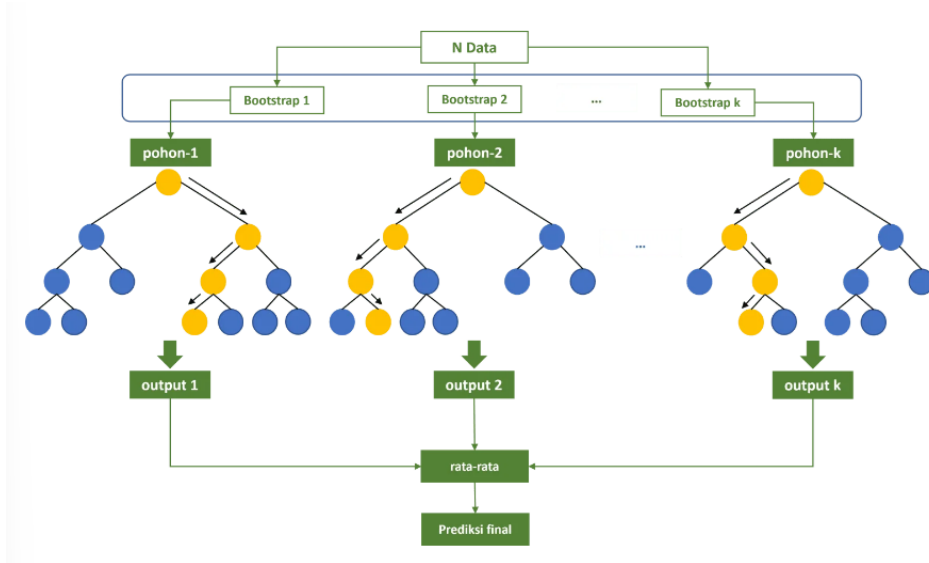 N Data
Bootstrap 1
Bootstrap 2
...
Bootstrap k
pohon-1
pohon-2
pohon-k
...
output 1
output 2
output k
rata-rata
Prediksi final